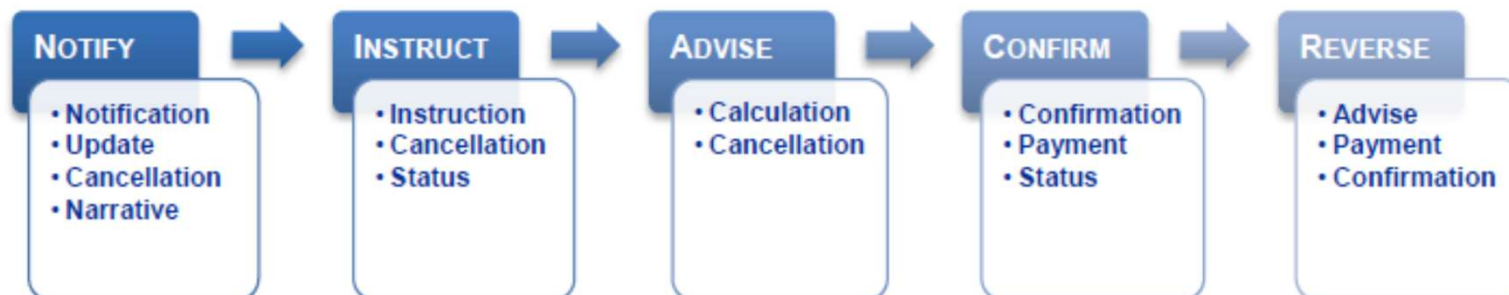 NOTIFY
• Notification
• Update
• Cancellation
• Narrative
INSTRUCT
• Instruction
• Cancellation
• Status
ADVISE
• Calculation
• Cancellation
CONFIRM
• Confirmation
• Payment
• Status
REVERSE
• Advise
• Payment
• Confirmation